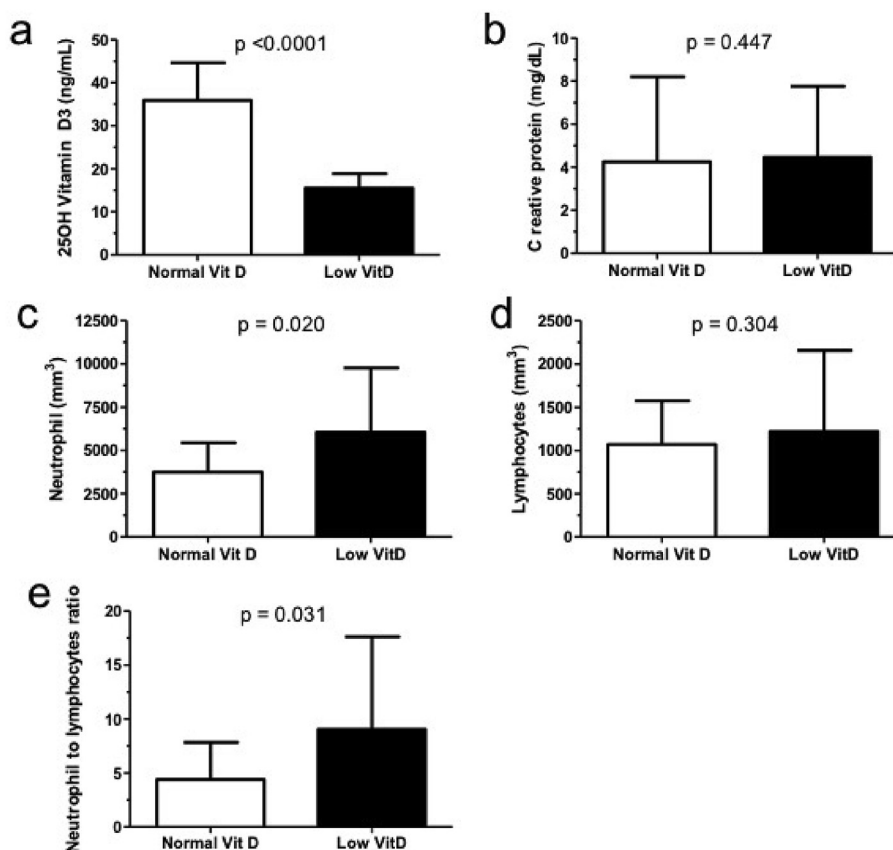 a
p <0.0001
25OH Vitamin D3 (ng/mL)
50
40
30
20
10
0
Normal Vit D
Low VitD
b
p = 0.447
C reative protein (mg/dL)
10
8
6
4
2
0
Normal Vit D
Low VitD
c
p = 0.020
Neutrophil (mm³)
12500
10000
7500
5000
2500
0
Normal Vit D
Low VitD
d
p = 0.304
Lymphocytes (mm³)
2500
2000
1500
1000
500
0
Normal Vit D
Low VitD
e
p = 0.031
Neutrophil to lymphocytes ratio
20
15
10
5
0
Normal Vit D
Low VitD